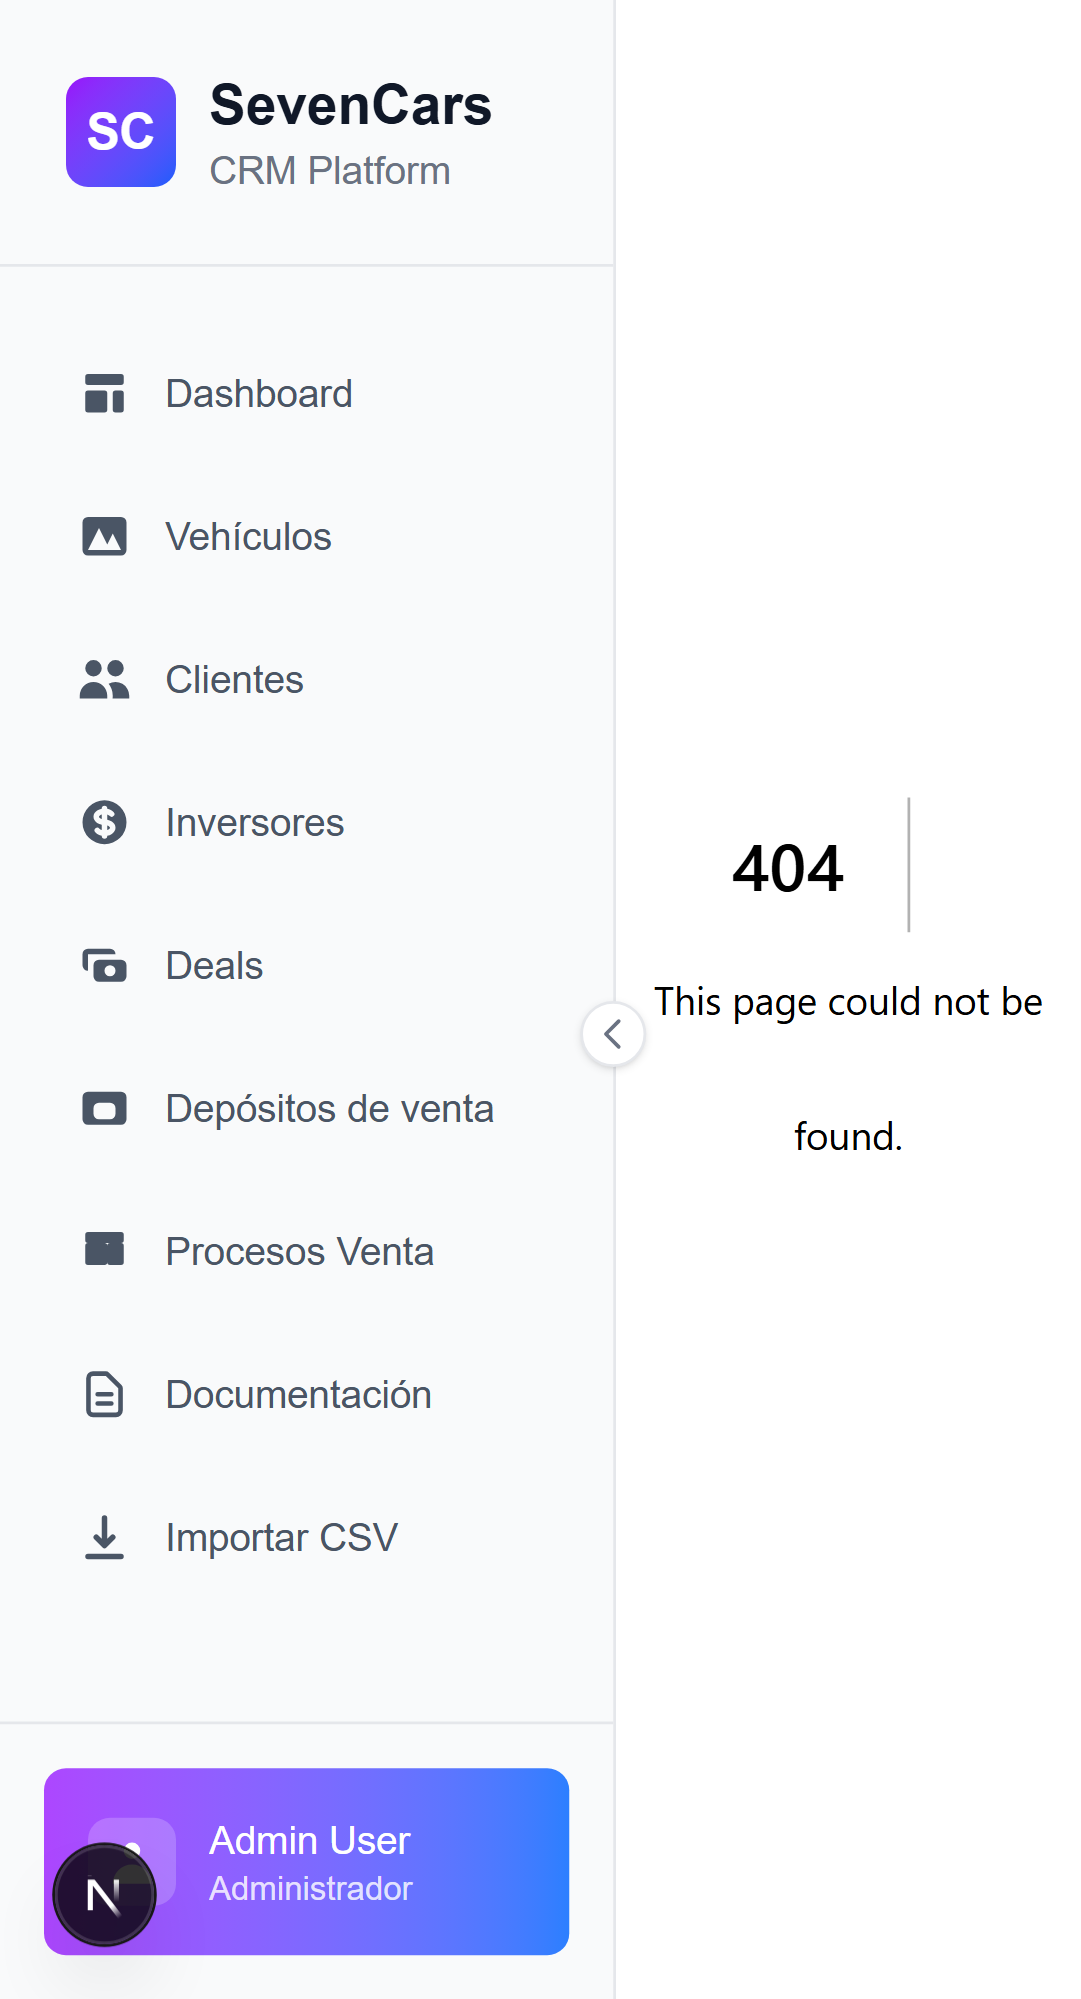 SC
SevenCars
CRM Platform
Dashboard
Vehículos
Clientes
Inversores
Deals
Depósitos de venta
Procesos Venta
Documentación
Importar CSV
Admin User
Administrador
N
404
This page could not be
found.